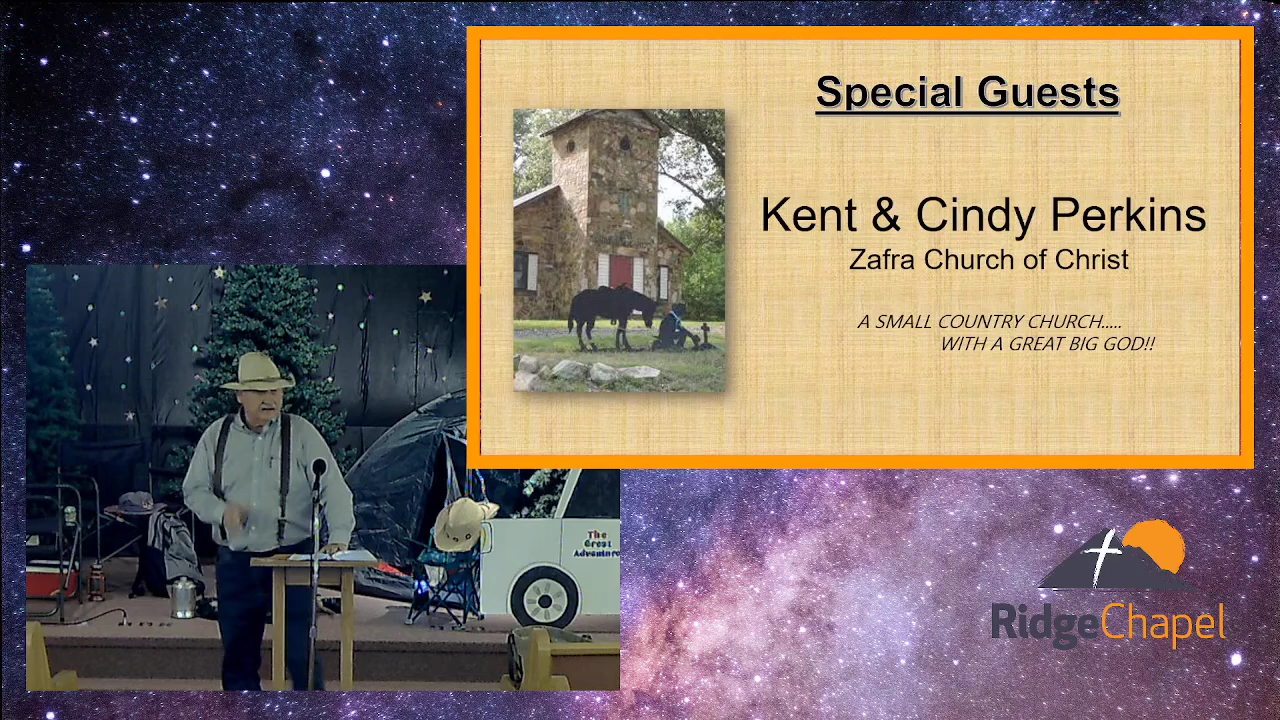 Special Guests
Kent & Cindy Perkins
Zafra Church of Christ
A SMALL COUNTRY CHURCH.....
WITH A GREAT BIG GOD!!
The
Great
Adventure
RidgeChapel